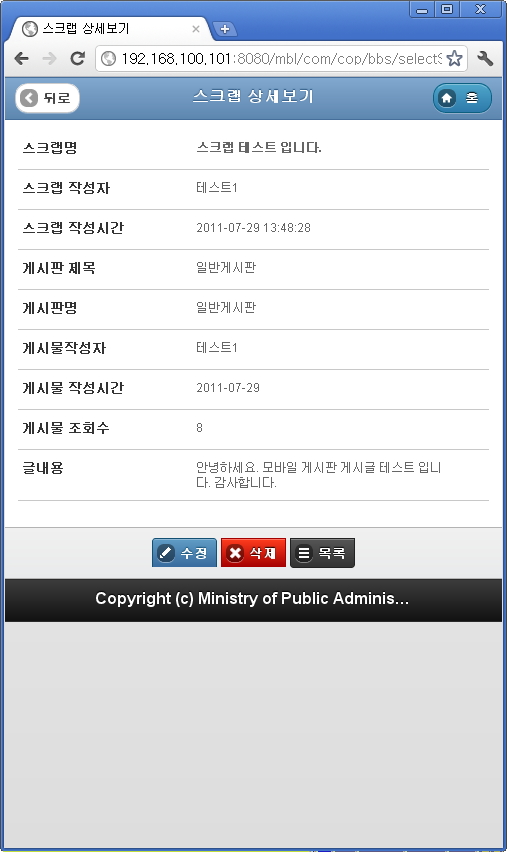 스크랩 상세보기
192.168.100.101:8080/mbl/com/cop/bbs/selectS
뒤로 스크랩 상세보기 홈
스크랩명 스크랩 테스트 입니다.
스크랩 작성자 테스트1
스크랩 작성시간 2011-07-29 13:48:28
게시판 제목 일반게시판
게시판명 일반게시판
게시물작성자 테스트1
게시물 작성시간 2011-07-29
게시물 조회수 8
글내용 안녕하세요. 모바일 게시판 게시글 테스트 입니
다. 감사합니다.
수정 삭제 목록
Copyright (c) Ministry of Public Adminis...